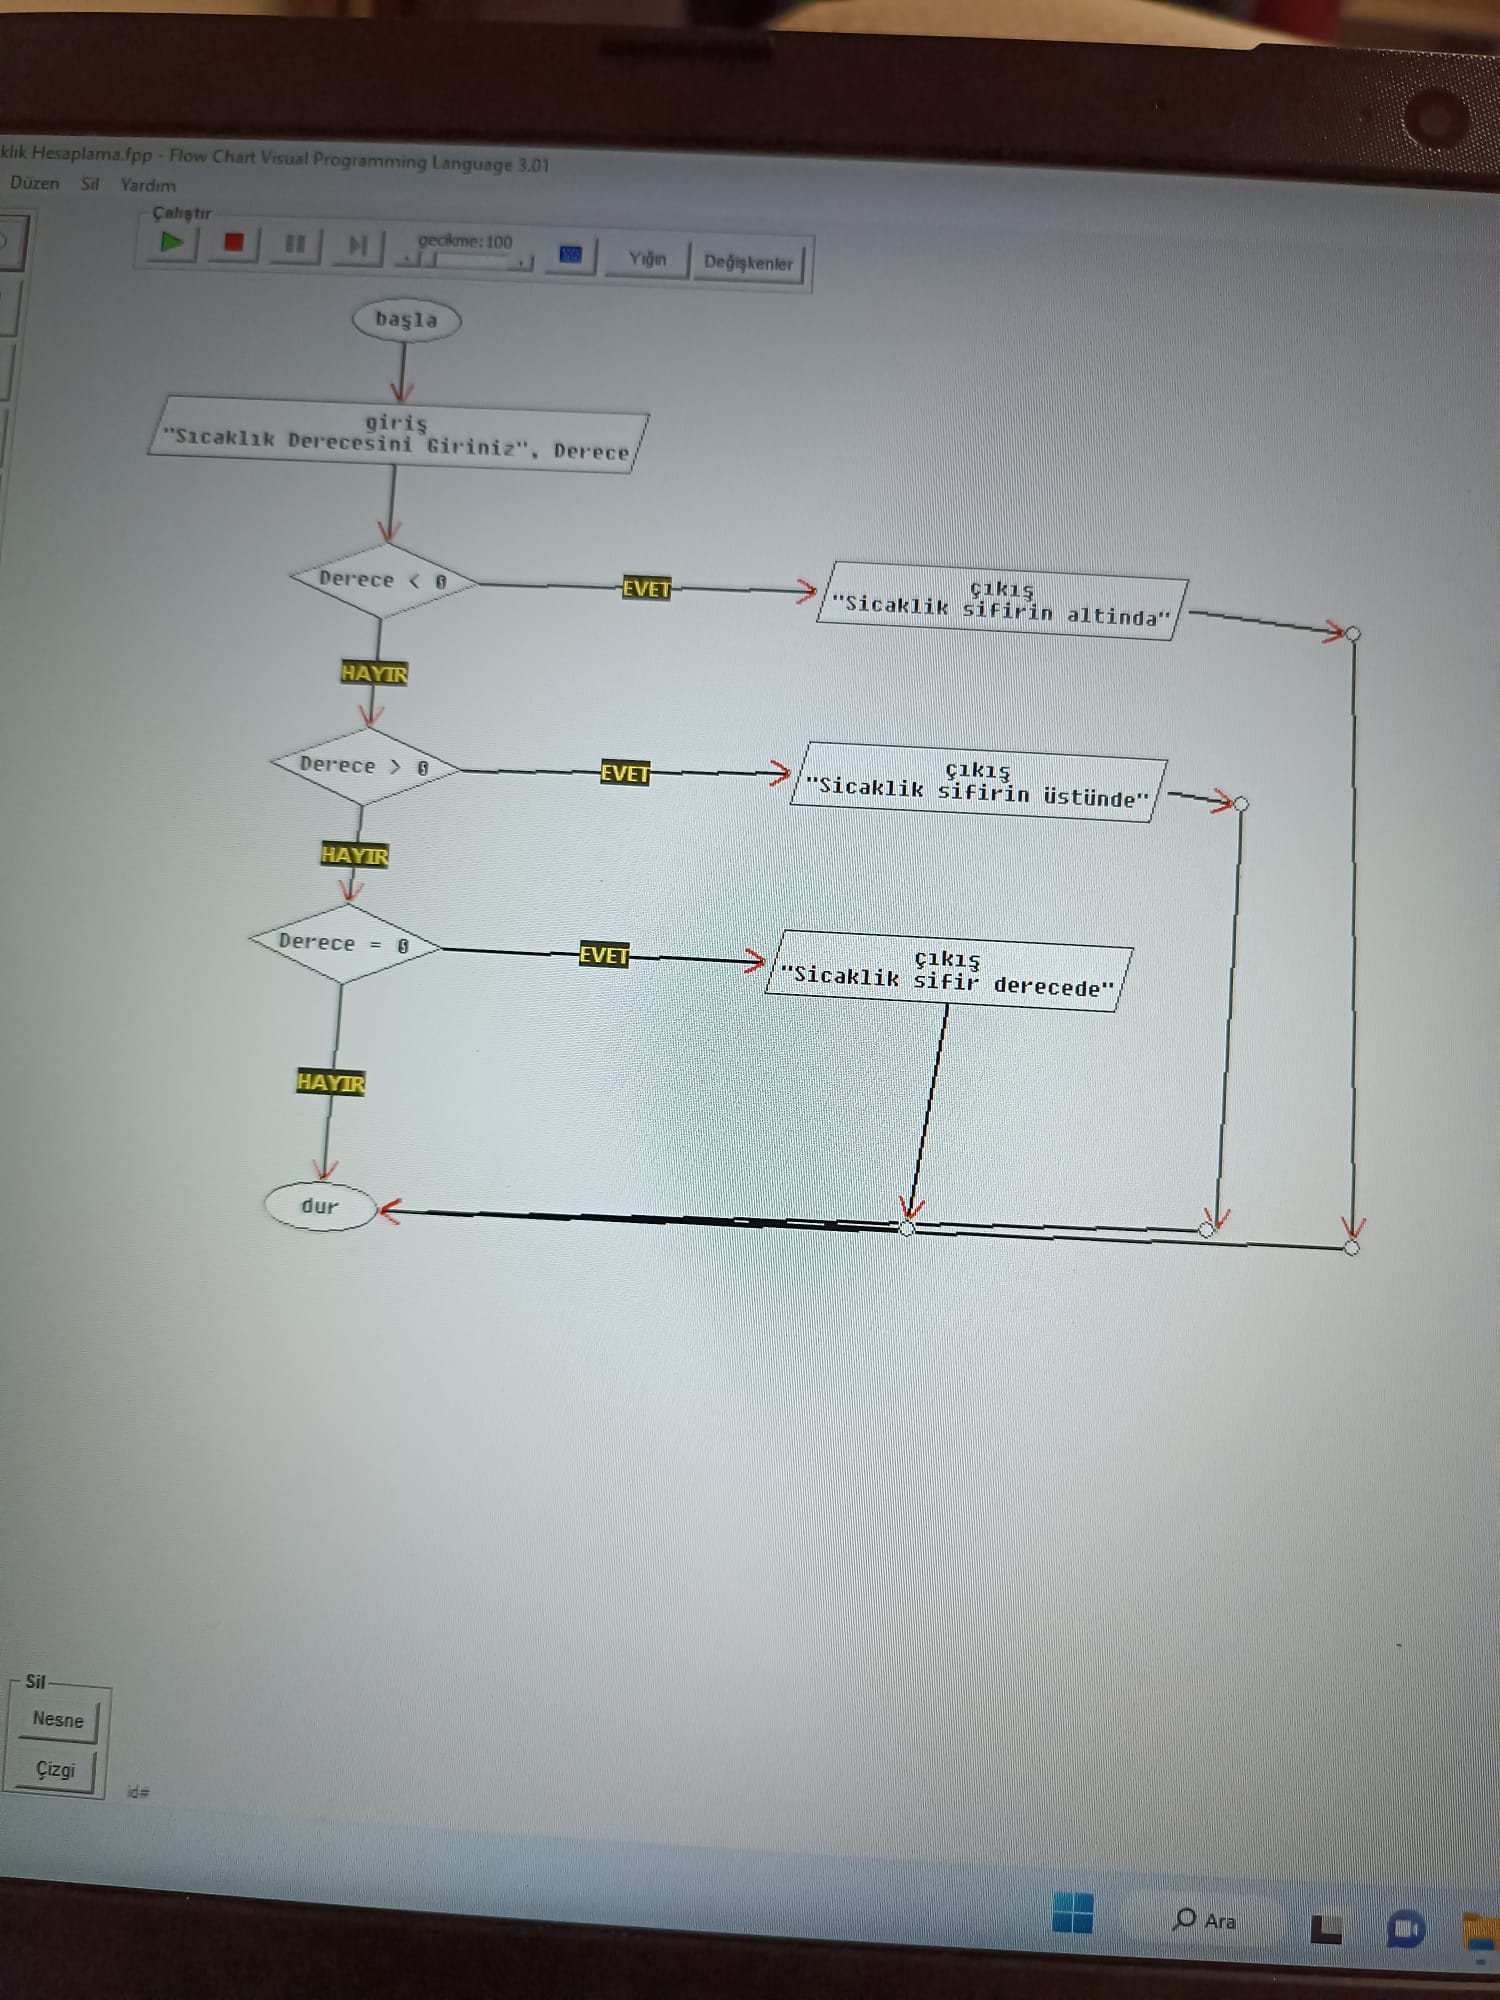 klık Hesaplama.fpp - Flow Chart Visual Programming Language 3.01
Düzen Sil Yardım
Çalıştır
gecikme:100
Yığın
Değişkenler
başla
giriş
"Sıcaklık Derecesini Giriniz", Derece
Derece < 0
EVET
çıkış
"Sicaklik sifirin altinda"
HAYIR
Derece > 0
EVET
çıkış
"Sicaklik sifirin üstünde"
HAYIR
Derece = 0
EVET
çıkış
"Sicaklik sifir derecede"
HAYIR
dur
Sil
Nesne
Çizgi
id=
Ara